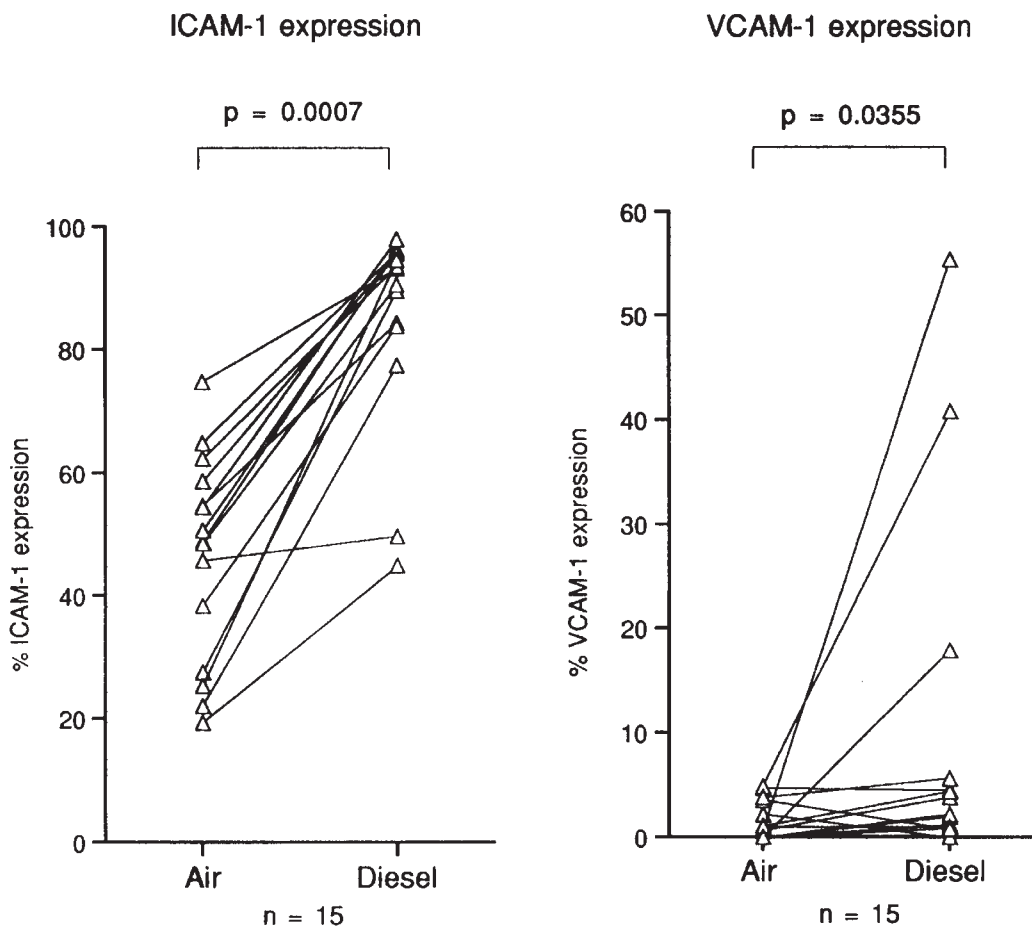 ICAM-1 expression
p = 0.0007
% ICAM-1 expression
100
80
60
40
20
0
Air
Diesel
n = 15
VCAM-1 expression
p = 0.0355
% VCAM-1 expression
60
50
40
30
20
10
0
Air
Diesel
n = 15